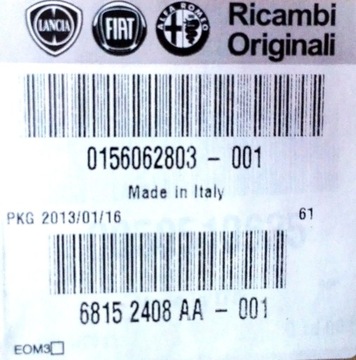 LANCIA
FIAT
ALFA ROMEO
Ricambi
Originali
0156062803 - 001
Made in Italy
PKG 2013/01/16
61
6815 2408 AA - 001
EOM3☐